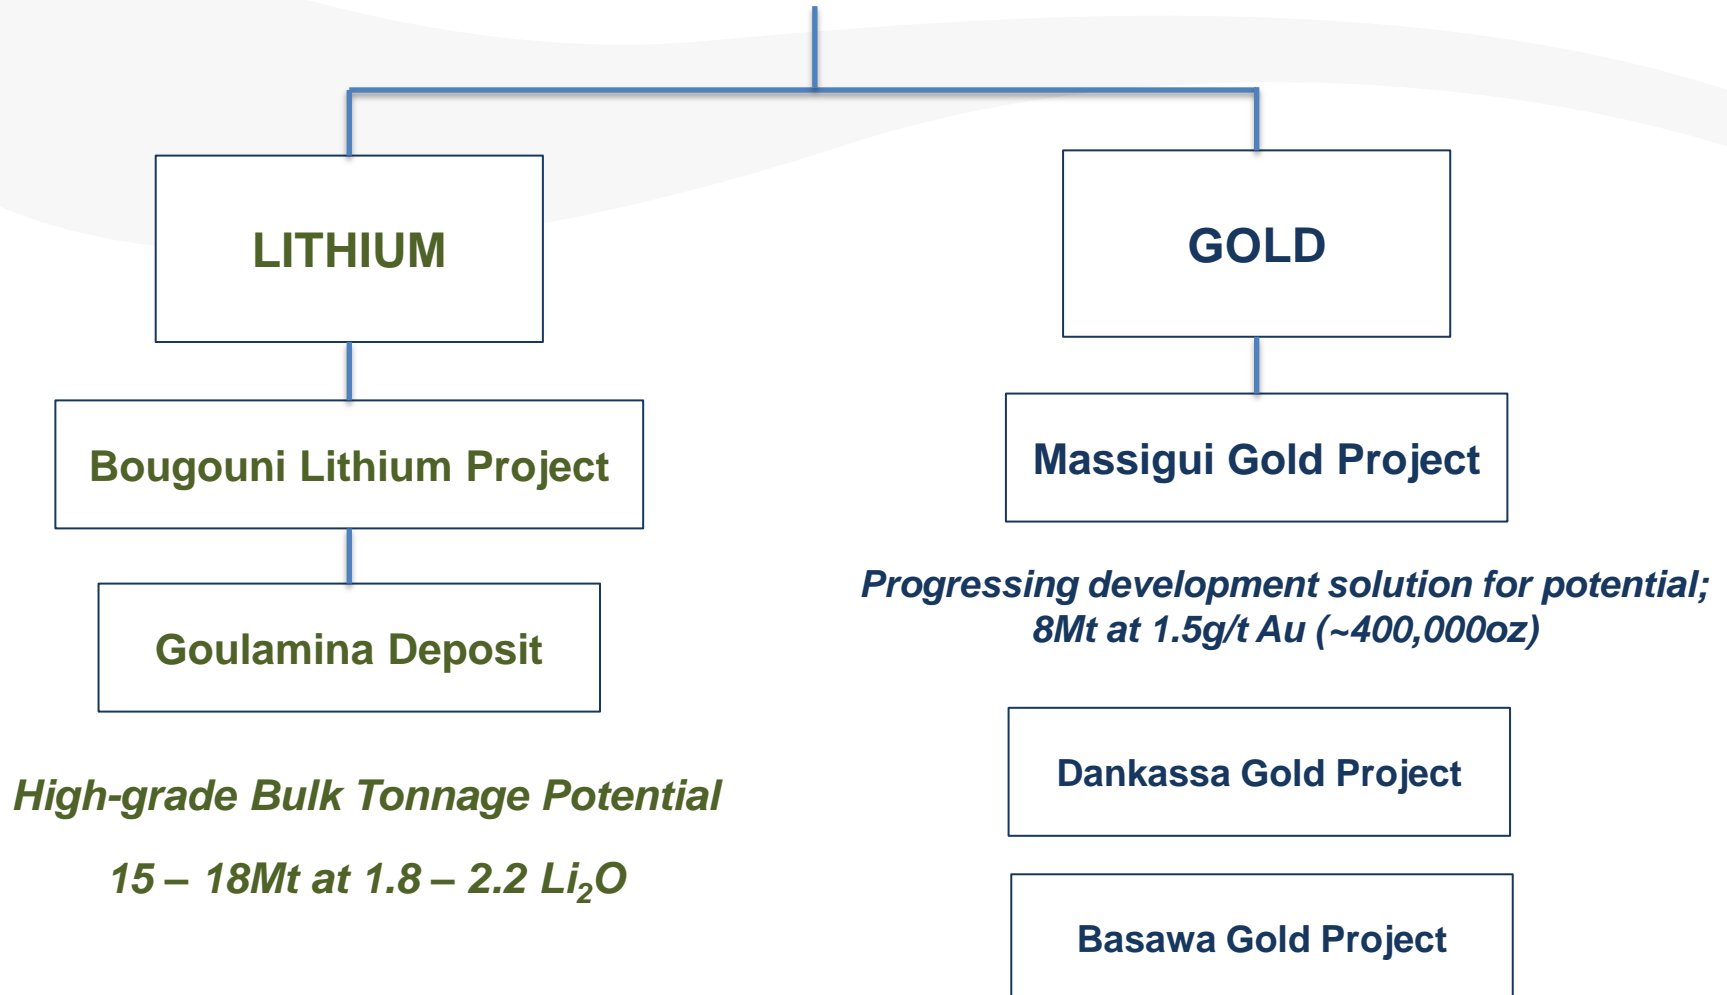 LITHIUM
Bougouni Lithium Project
Goulamina Deposit
High-grade Bulk Tonnage Potential
15 – 18Mt at 1.8 – 2.2 Li₂O
GOLD
Massigui Gold Project
Progressing development solution for potential;
8Mt at 1.5g/t Au (~400,000oz)
Dankassa Gold Project
Basawa Gold Project